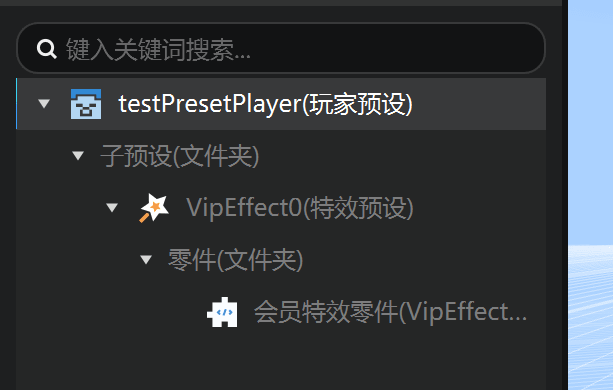 键入关键词搜索...
testPresetPlayer(玩家预设)
子预设(文件夹)
VipEffect0(特效预设)
零件(文件夹)
会员特效零件(VipEffect...